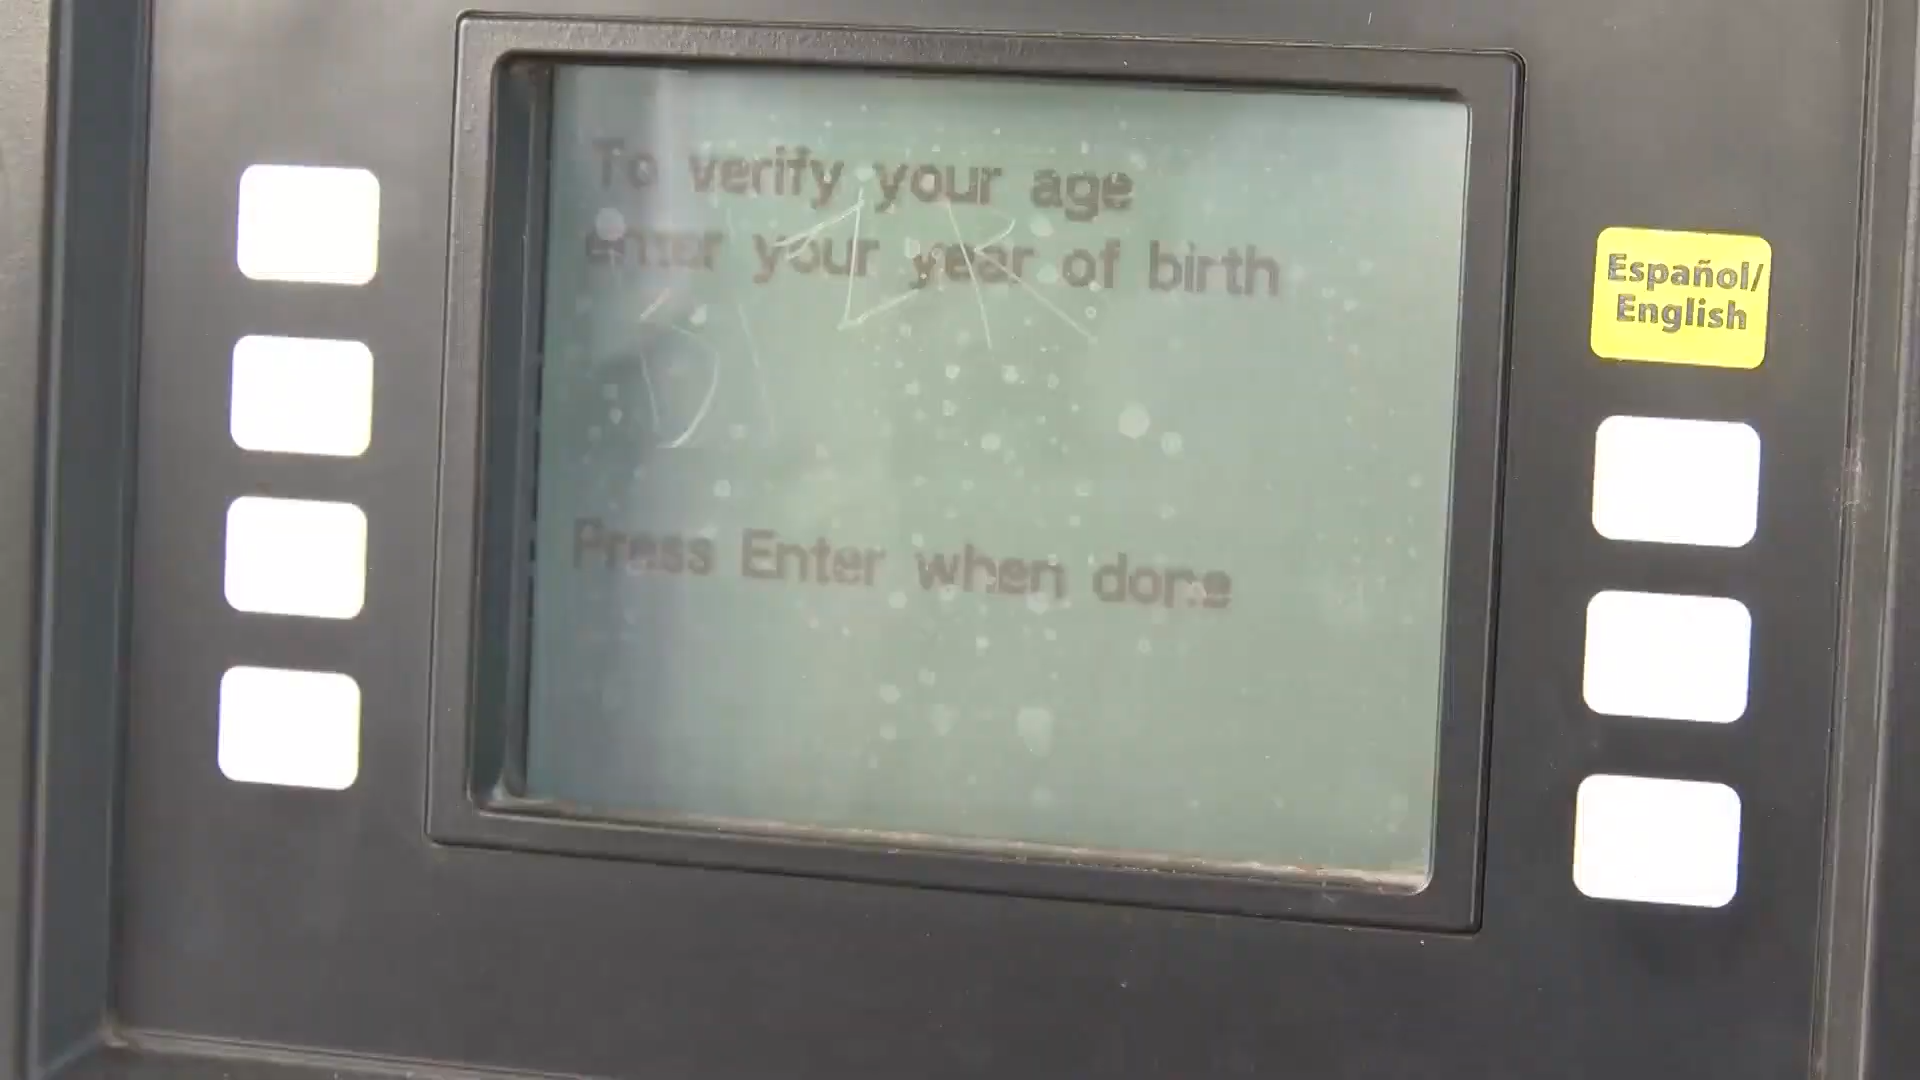 To verify your age
enter your year of birth
Press Enter when done
Español/
English